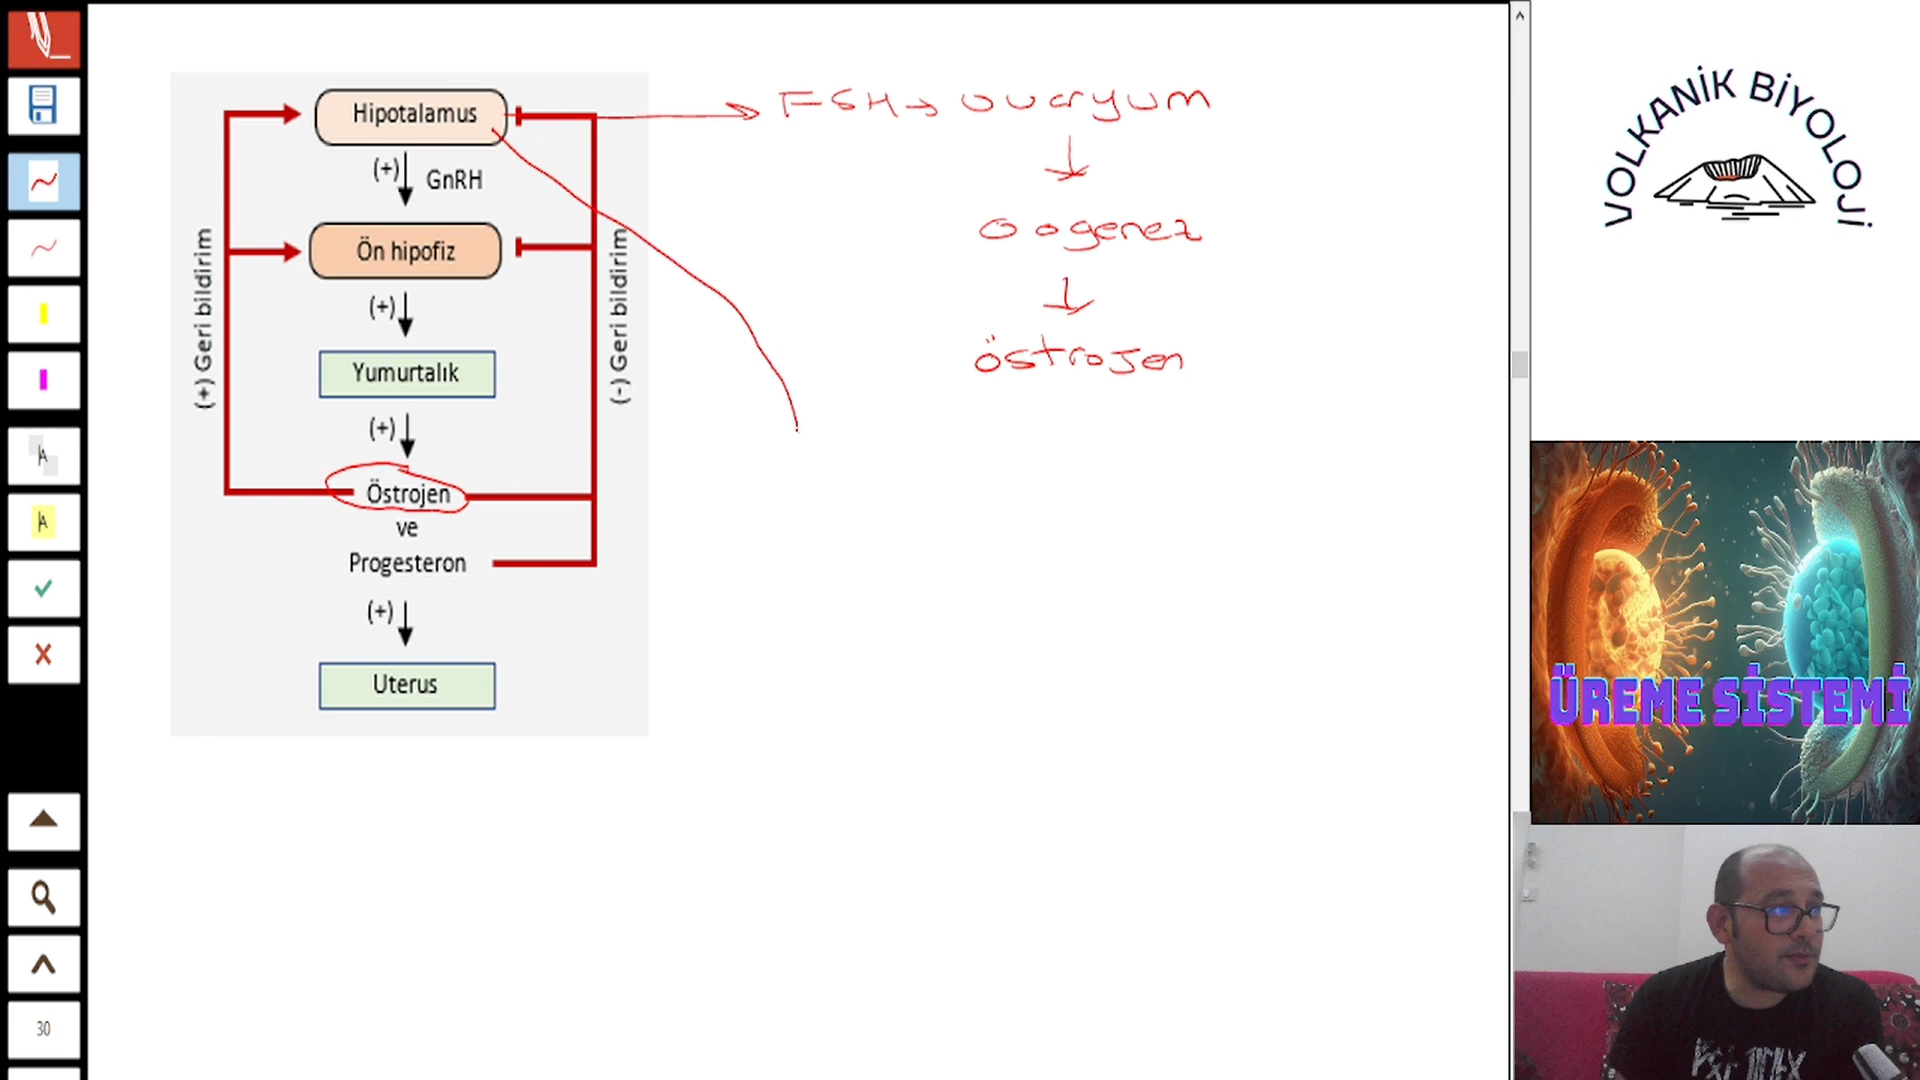 Hipotalamus
(+) GnRH
Ön hipofiz
(+)
Yumurtalık
(+)
Östrojen
ve
Progesteron
(+)
Uterus
(+) Geri bildirim
(-) Geri bildirim
FSH → ovaryum
oogenez
östrojen
VOLKANİK BİYOLOJİ
ÜREME SİSTEMİ
A
A
30